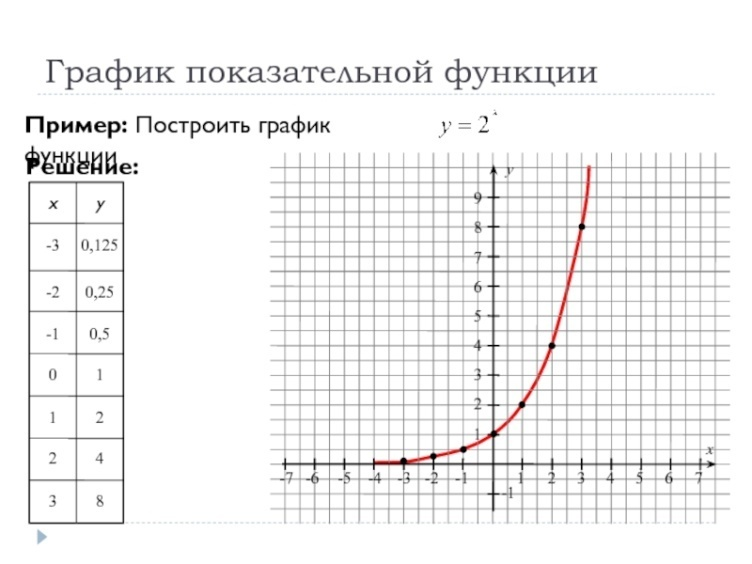 График показательной функции
Пример: Построить график
функции
y = 2ˣ
Решение:
x y
-3 0,125
-2 0,25
-1 0,5
0 1
1 2
2 4
3 8
y
9
8
7
6
5
4
3
2
1
x
-7 -6 -5 -4 -3 -2 -1 1 2 3 4 5 6 7
-1